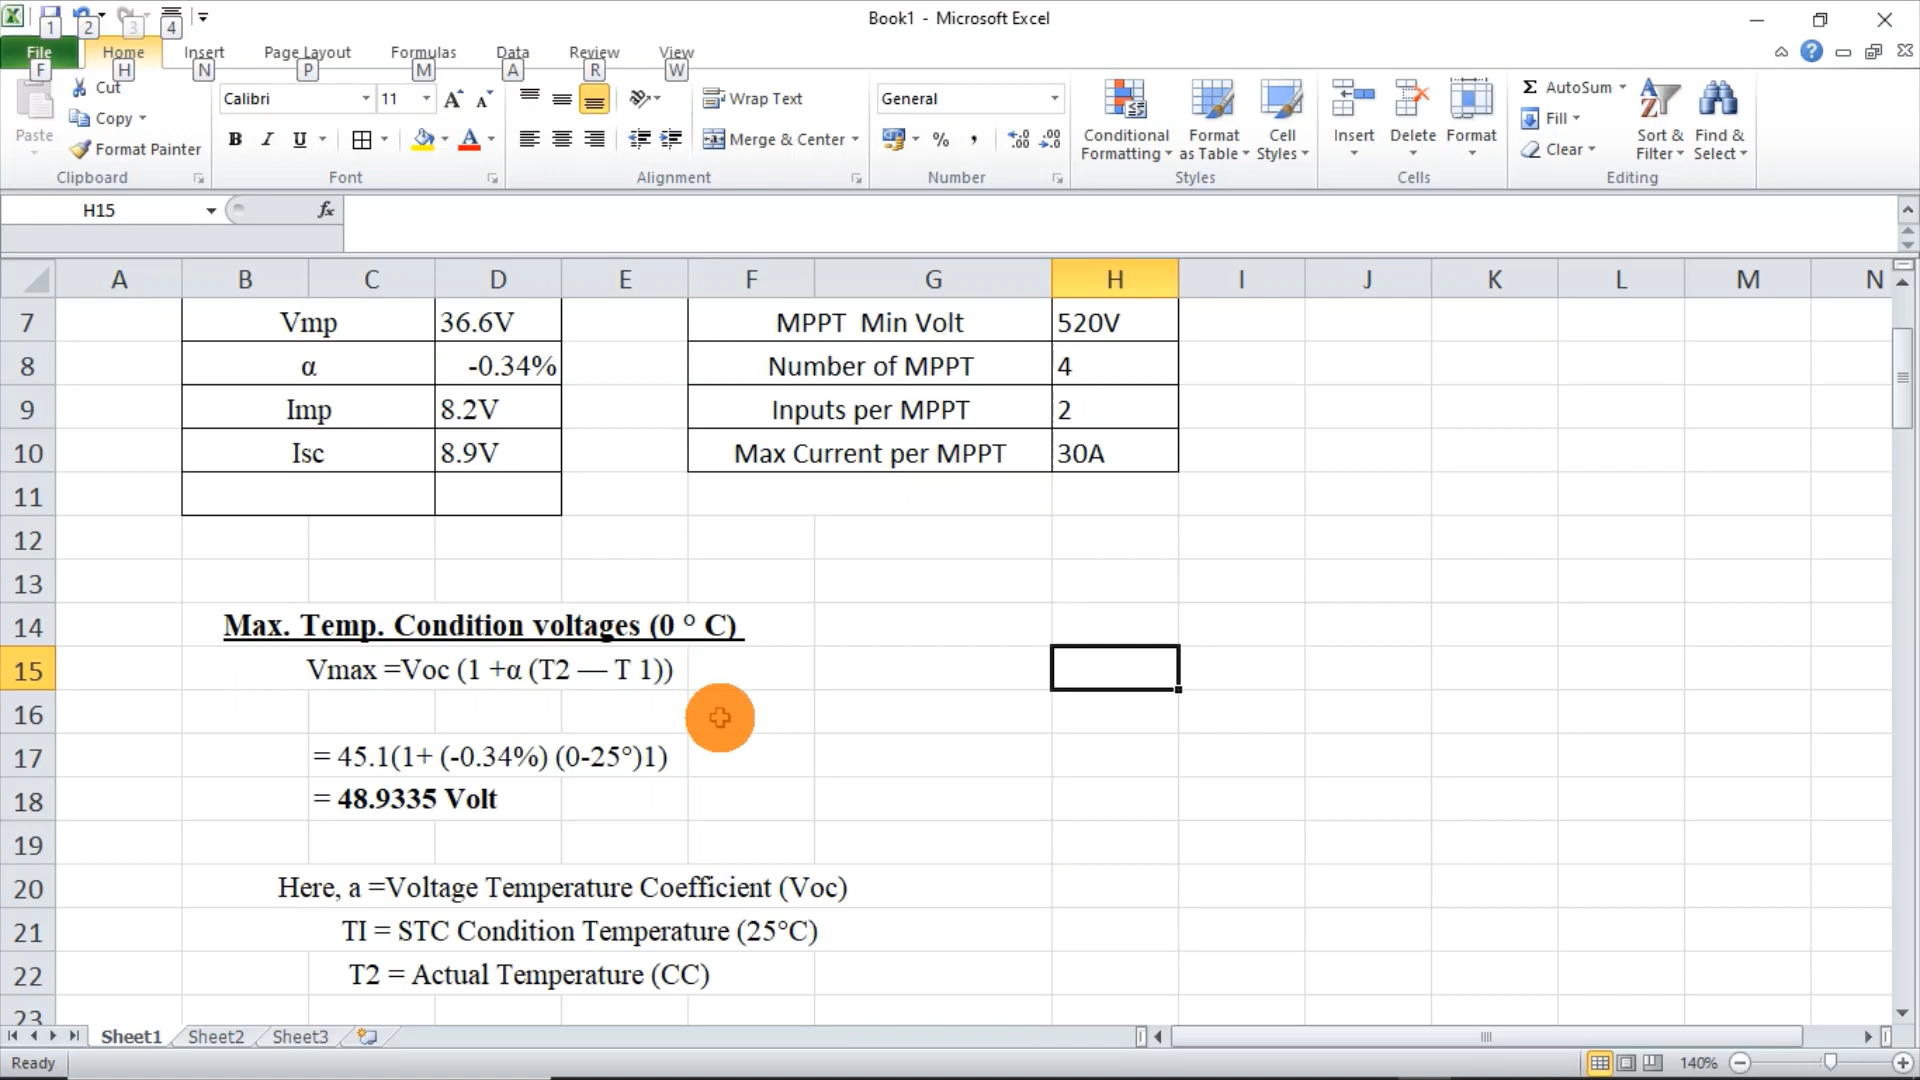 1 2 3 4
Book1 - Microsoft Excel
File Home Insert Page Layout Formulas Data Review View
F H N P M A R W
Paste
Cut
Copy
Format Painter
Clipboard
Calibri 11
B I U
Font
Wrap Text
Merge & Center
Alignment
General
% ,
Number
Conditional Formatting
Format as Table
Cell Styles
Styles
Insert Delete Format
Cells
AutoSum
Fill
Clear
Sort & Filter
Find & Select
Editing
H15 fx
A B C D E F G H I J K L M N
7 Vmp 36.6V MPPT Min Volt 520V
8 α -0.34% Number of MPPT 4
9 Imp 8.2V Inputs per MPPT 2
10 Isc 8.9V Max Current per MPPT 30A
11
12
13
14 Max. Temp. Condition voltages (0 ° C)
15 Vmax =Voc (1 +α (T2 — T 1))
16
17 = 45.1(1+ (-0.34%) (0-25°)1)
18 = 48.9335 Volt
19
20 Here, a =Voltage Temperature Coefficient (Voc)
21 TI = STC Condition Temperature (25°C)
22 T2 = Actual Temperature (CC)
23
Sheet1 Sheet2 Sheet3
Ready 140%